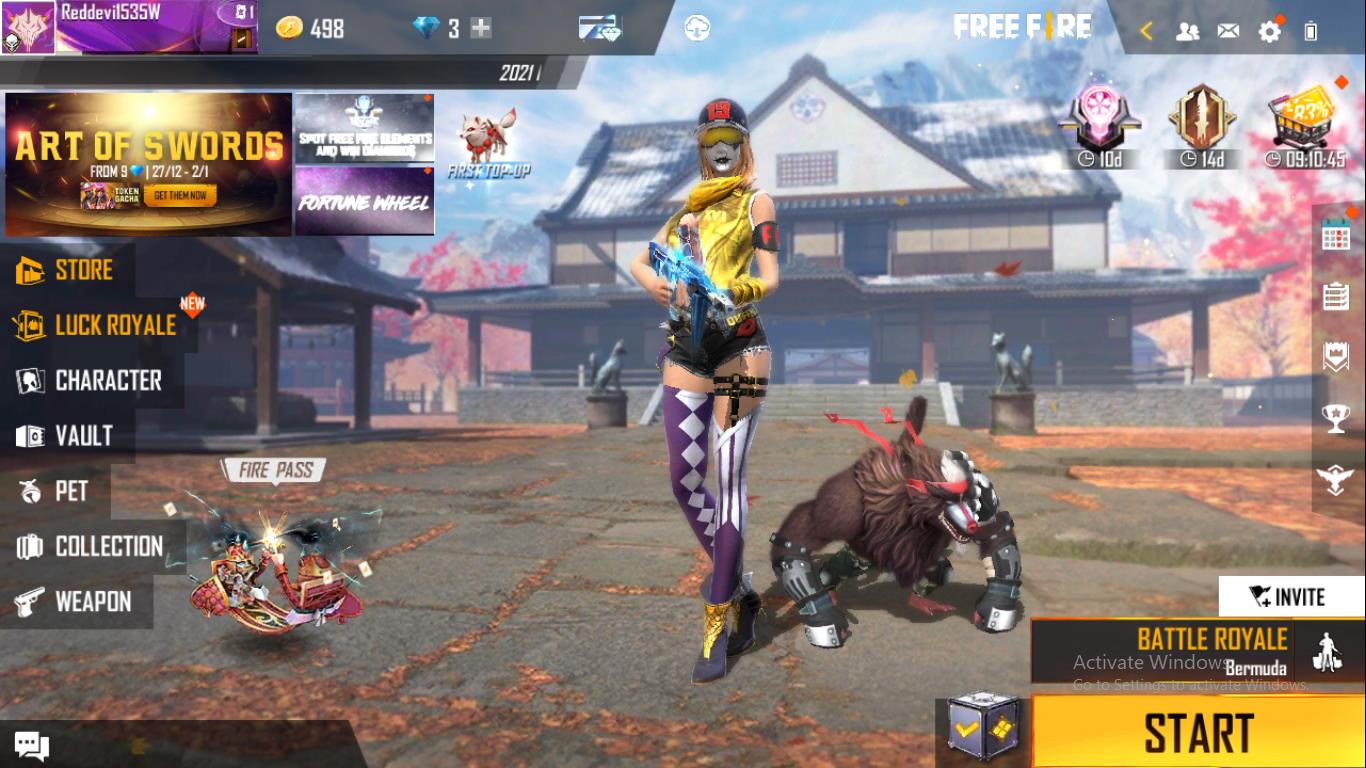 Reddevil535W
1
498
3
FREE FIRE
2021
ART OF SWORDS
FROM 9 | 27/12 - 2/1
TOKEN
GACHA
GET THEM NOW
SPOT FREE FIRE ELEMENTS
AND WIN DIAMONDS
FORTUNE WHEEL
FIRST TOP-UP
10d
14d
-83%
09:10:45
STORE
LUCK ROYALE
NEW
CHARACTER
VAULT
PET
COLLECTION
WEAPON
FIRE PASS
INVITE
BATTLE ROYALE
Bermuda
Activate Windows
Go to Settings to activate Windows.
START